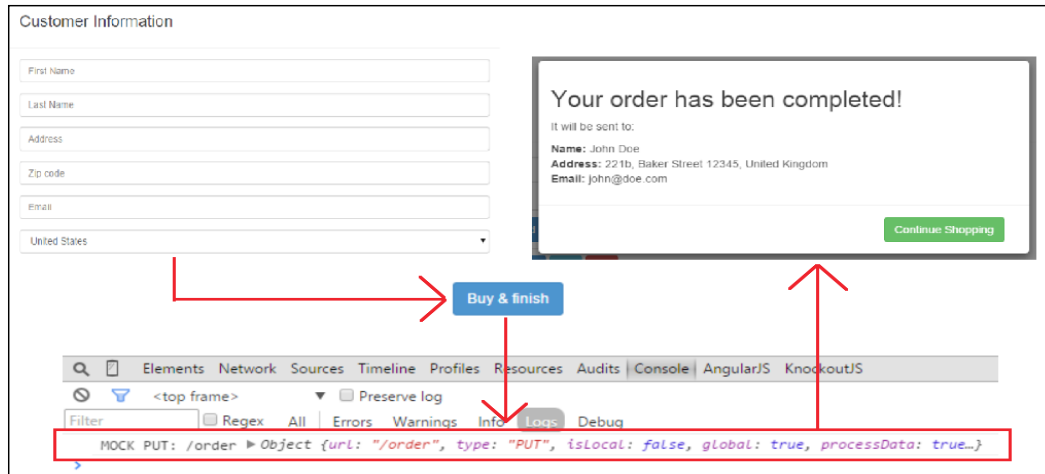 Customer Information
First Name
Last Name
Address
Zip code
Email
United States
Your order has been completed!
It will be sent to:
Name: John Doe
Address: 221b, Baker Street 12345, United Kingdom
Email: john@doe.com
Continue Shopping
Buy & finish
Elements Network Sources Timeline Profiles Resources Audits Console AngularJS KnockoutJS
<top frame> Preserve log
Filter Regex All Errors Warnings Info Logs Debug
MOCK PUT: /order ▶ Object {url: "/order", type: "PUT", isLocal: false, global: true, processData: true…}
>